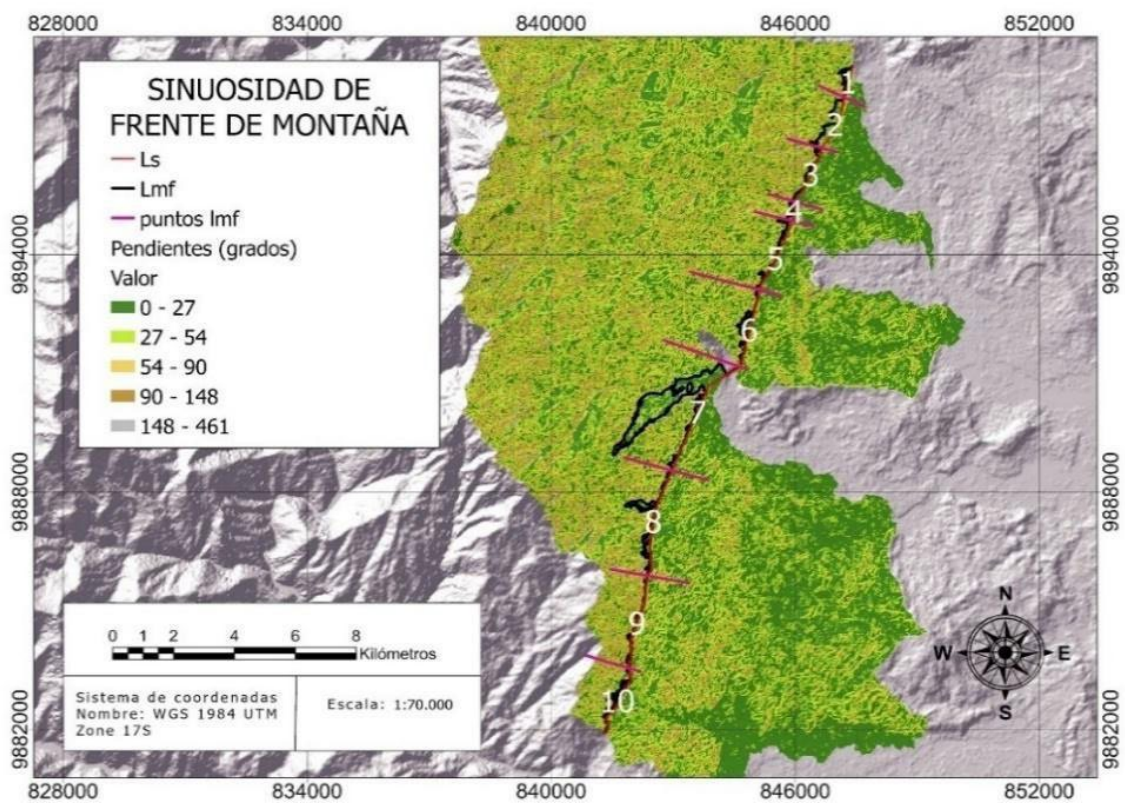 828000 834000 840000 846000 852000
SINUOSIDAD DE
FRENTE DE MONTAÑA
Ls
Lmf
puntos lmf
Pendientes (grados)
Valor
0 - 27
27 - 54
54 - 90
90 - 148
148 - 461
1
2
3
4
5
6
7
8
9
10
9894000 9894000
9888000 9888000
9882000 9882000
0 1 2 4 6 8
Kilómetros
Sistema de coordenadas
Nombre: WGS 1984 UTM
Zone 17S
Escala: 1:70.000
N
W E
S
828000 834000 840000 846000 852000